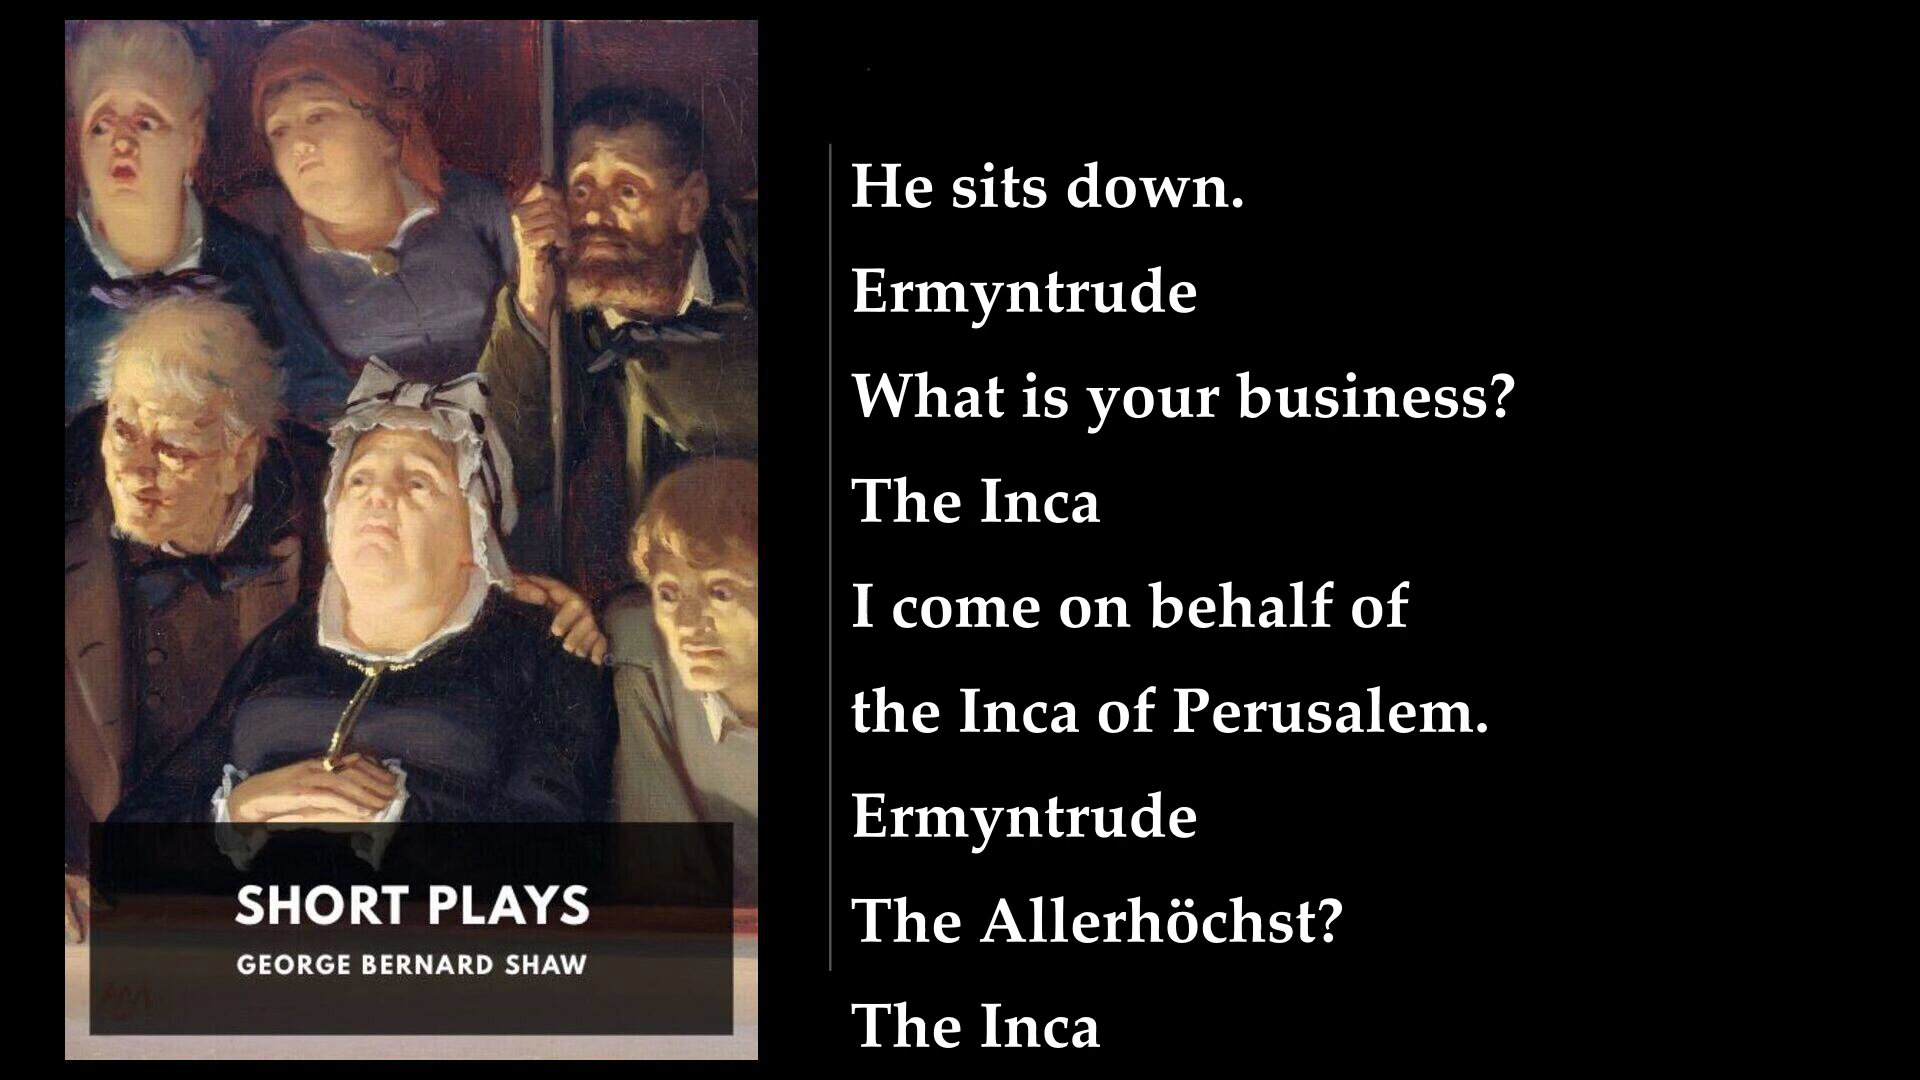 SHORT PLAYS
GEORGE BERNARD SHAW
He sits down.
Ermyntrude
What is your business?
The Inca
I come on behalf of
the Inca of Perusalem.
Ermyntrude
The Allerhöchst?
The Inca